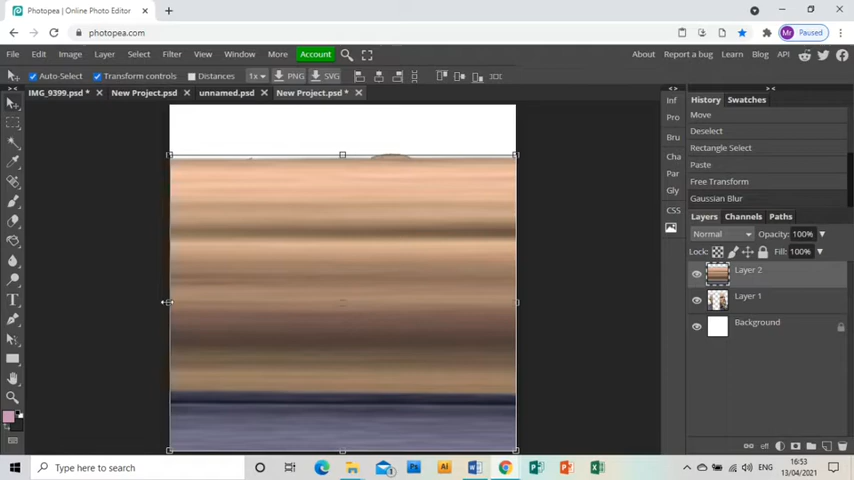 Photopea | Online Photo Editor
photopea.com
Mr Paused
File Edit Image Layer Select Filter View Window More Account About Report a bug Learn Blog API
Auto-Select Transform controls Distances 1x PNG SVG
IMG_9399.psd * New Project.psd unnamed.psd New Project.psd *
Inf
Pro
Bru
Cha
Par
Gly
CSS
History Swatches
Move
Deselect
Rectangle Select
Paste
Free Transform
Gaussian Blur
Layers Channels Paths
Normal Opacity: 100%
Lock: Fill: 100%
Layer 2
Layer 1
Background
eff
Type here to search
ENG
16:53
13/04/2021